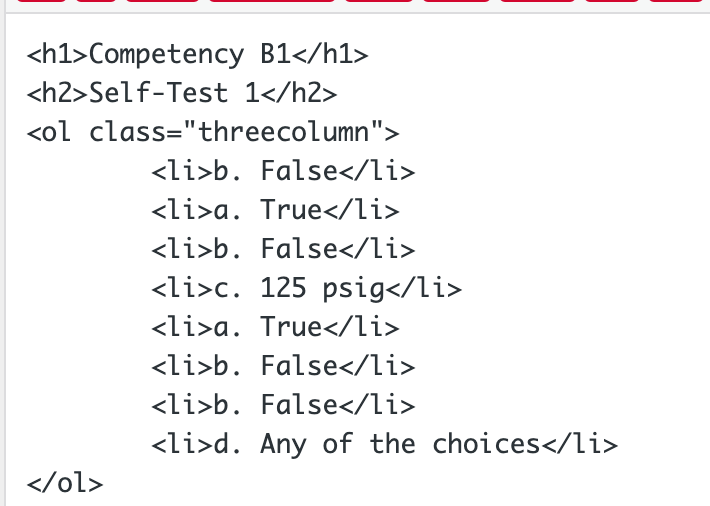 <h1>Competency B1</h1>
<h2>Self-Test 1</h2>
<ol class="threecolumn">
<li>b. False</li>
<li>a. True</li>
<li>b. False</li>
<li>c. 125 psig</li>
<li>a. True</li>
<li>b. False</li>
<li>b. False</li>
<li>d. Any of the choices</li>
</ol>